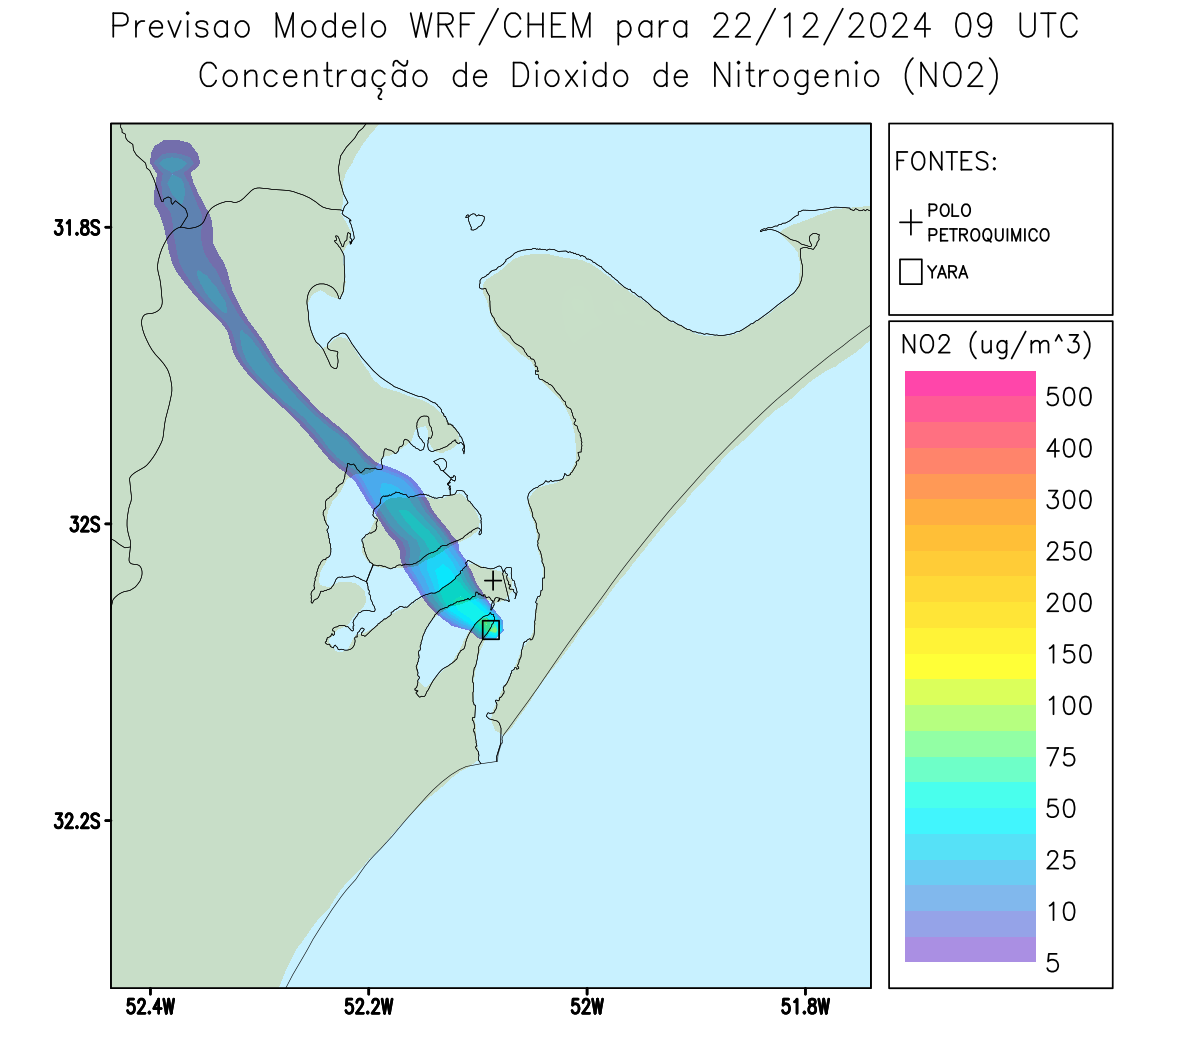 Previsao Modelo WRF/CHEM para 22/12/2024 09 UTC
Concentração de Dioxido de Nitrogenio (NO2)
FONTES:
POLO
PETROQUIMICO
YARA
31.8S
32S
32.2S
52.4W
52.2W
52W
51.8W
NO2 (ug/m^3)
500
400
300
250
200
150
100
75
50
25
10
5